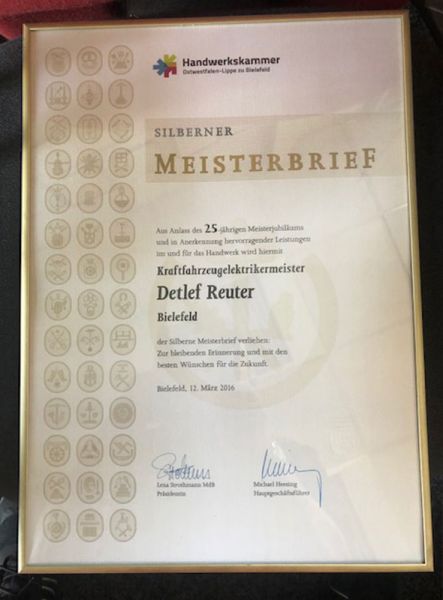 Handwerkskammer
Ostwestfalen-Lippe zu Bielefeld
SILBERNER
MEISTERBRIEF
Aus Anlass des 25-jährigen Meisterjubiläums
und in Anerkennung hervorragender Leistungen
im und für das Handwerk wird hiermit
Kraftfahrzeugelektrikermeister
Detlef Reuter
Bielefeld
der Silberne Meisterbrief verliehen:
Zur bleibenden Erinnerung und mit den
besten Wünschen für die Zukunft.
Bielefeld, 12. März 2016
Lena Strothmann MdB
Präsidentin
Michael Heesing
Hauptgeschäftsführer